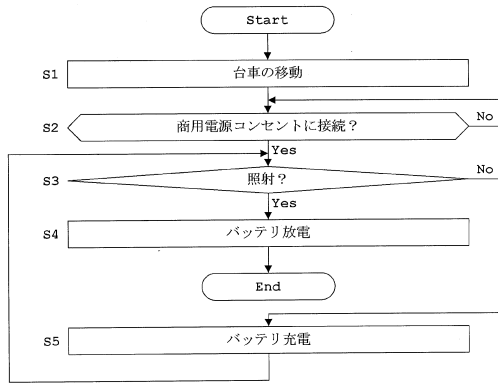 Start
S1
台車の移動
S2
商用電源コンセントに接続？
No
Yes
S3
照射？
No
Yes
S4
バッテリ放電
End
S5
バッテリ充電